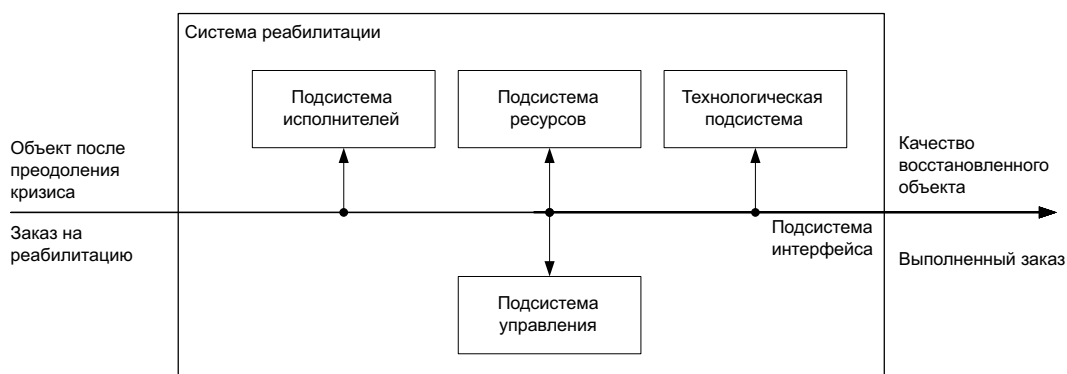 Система реабилитации
Подсистема
исполнителей
Подсистема
ресурсов
Технологическая
подсистема
Объект после
преодоления
кризиса
Качество
восстановленного
объекта
Заказ на
реабилитацию
Подсистема
интерфейса
Выполненный заказ
Подсистема
управления